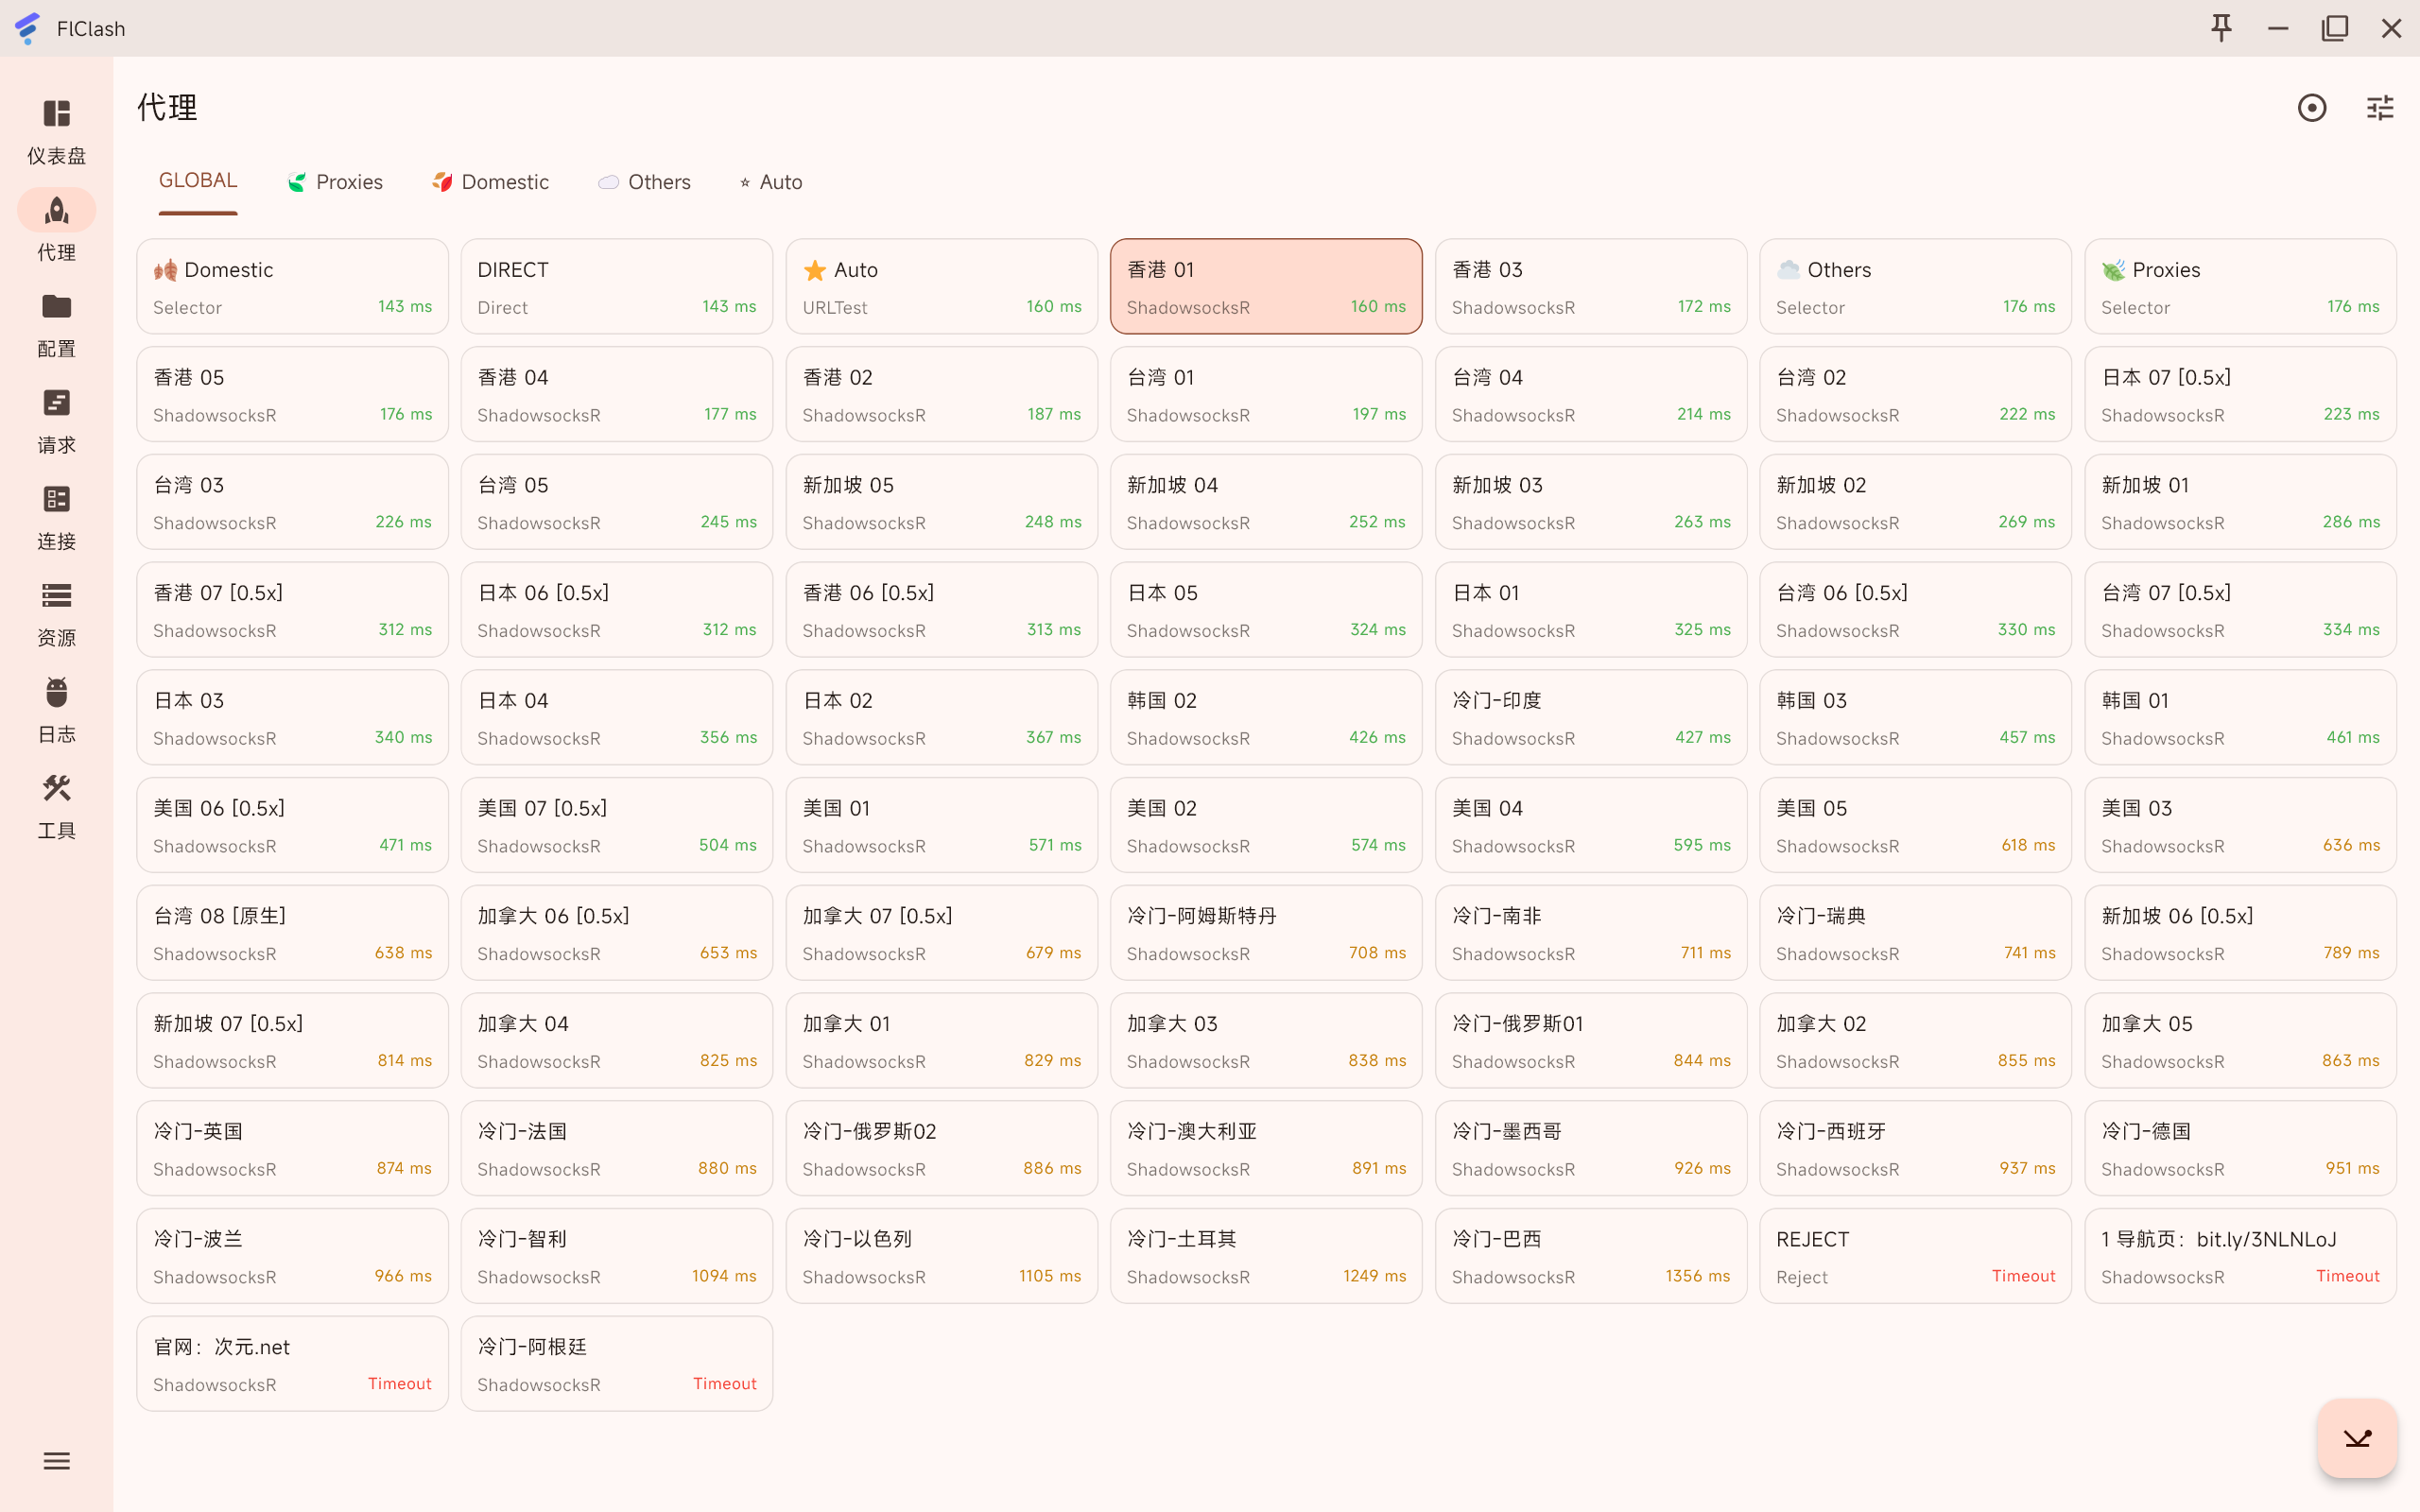 FlClash
代理
仪表盘
代理
配置
请求
连接
资源
日志
工具
GLOBAL Proxies Domestic Others Auto
Domestic
Selector 143 ms
DIRECT
Direct 143 ms
Auto
URLTest 160 ms
香港 01
ShadowsocksR 160 ms
香港 03
ShadowsocksR 172 ms
Others
Selector 176 ms
Proxies
Selector 176 ms
香港 05
ShadowsocksR 176 ms
香港 04
ShadowsocksR 177 ms
香港 02
ShadowsocksR 187 ms
台湾 01
ShadowsocksR 197 ms
台湾 04
ShadowsocksR 214 ms
台湾 02
ShadowsocksR 222 ms
日本 07 [0.5x]
ShadowsocksR 223 ms
台湾 03
ShadowsocksR 226 ms
台湾 05
ShadowsocksR 245 ms
新加坡 05
ShadowsocksR 248 ms
新加坡 04
ShadowsocksR 252 ms
新加坡 03
ShadowsocksR 263 ms
新加坡 02
ShadowsocksR 269 ms
新加坡 01
ShadowsocksR 286 ms
香港 07 [0.5x]
ShadowsocksR 312 ms
日本 06 [0.5x]
ShadowsocksR 312 ms
香港 06 [0.5x]
ShadowsocksR 313 ms
日本 05
ShadowsocksR 324 ms
日本 01
ShadowsocksR 325 ms
台湾 06 [0.5x]
ShadowsocksR 330 ms
台湾 07 [0.5x]
ShadowsocksR 334 ms
日本 03
ShadowsocksR 340 ms
日本 04
ShadowsocksR 356 ms
日本 02
ShadowsocksR 367 ms
韩国 02
ShadowsocksR 426 ms
冷门-印度
ShadowsocksR 427 ms
韩国 03
ShadowsocksR 457 ms
韩国 01
ShadowsocksR 461 ms
美国 06 [0.5x]
ShadowsocksR 471 ms
美国 07 [0.5x]
ShadowsocksR 504 ms
美国 01
ShadowsocksR 571 ms
美国 02
ShadowsocksR 574 ms
美国 04
ShadowsocksR 595 ms
美国 05
ShadowsocksR 618 ms
美国 03
ShadowsocksR 636 ms
台湾 08 [原生]
ShadowsocksR 638 ms
加拿大 06 [0.5x]
ShadowsocksR 653 ms
加拿大 07 [0.5x]
ShadowsocksR 679 ms
冷门-阿姆斯特丹
ShadowsocksR 708 ms
冷门-南非
ShadowsocksR 711 ms
冷门-瑞典
ShadowsocksR 741 ms
新加坡 06 [0.5x]
ShadowsocksR 789 ms
新加坡 07 [0.5x]
ShadowsocksR 814 ms
加拿大 04
ShadowsocksR 825 ms
加拿大 01
ShadowsocksR 829 ms
加拿大 03
ShadowsocksR 838 ms
冷门-俄罗斯01
ShadowsocksR 844 ms
加拿大 02
ShadowsocksR 855 ms
加拿大 05
ShadowsocksR 863 ms
冷门-英国
ShadowsocksR 874 ms
冷门-法国
ShadowsocksR 880 ms
冷门-俄罗斯02
ShadowsocksR 886 ms
冷门-澳大利亚
ShadowsocksR 891 ms
冷门-墨西哥
ShadowsocksR 926 ms
冷门-西班牙
ShadowsocksR 937 ms
冷门-德国
ShadowsocksR 951 ms
冷门-波兰
ShadowsocksR 966 ms
冷门-智利
ShadowsocksR 1094 ms
冷门-以色列
ShadowsocksR 1105 ms
冷门-土耳其
ShadowsocksR 1249 ms
冷门-巴西
ShadowsocksR 1356 ms
REJECT
Reject Timeout
1 导航页：bit.ly/3NLNLoJ
ShadowsocksR Timeout
官网：次元.net
ShadowsocksR Timeout
冷门-阿根廷
ShadowsocksR Timeout